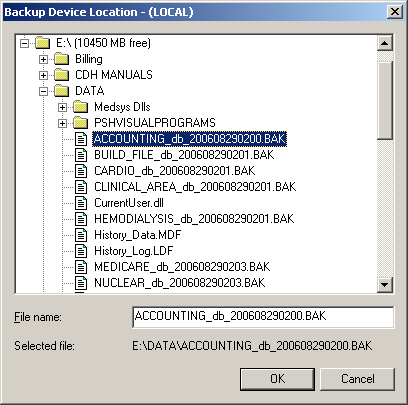 Backup Device Location - (LOCAL)
E:\ (10450 MB free)
Billing
CDH MANUALS
DATA
Medsys Dlls
PSHVISUALPROGRAMS
ACCOUNTING_db_200608290200.BAK
BUILD_FILE_db_200608290201.BAK
CARDIO_db_200608290201.BAK
CLINICAL_AREA_db_200608290201.BAK
CurrentUser.dll
HEMODIALYSIS_db_200608290201.BAK
History_Data.MDF
History_Log.LDF
MEDICARE_db_200608290203.BAK
NUCLEAR_db_200608290203.BAK
File name: ACCOUNTING_db_200608290200.BAK
Selected file: E:\DATA\ACCOUNTING_db_200608290200.BAK
OK Cancel